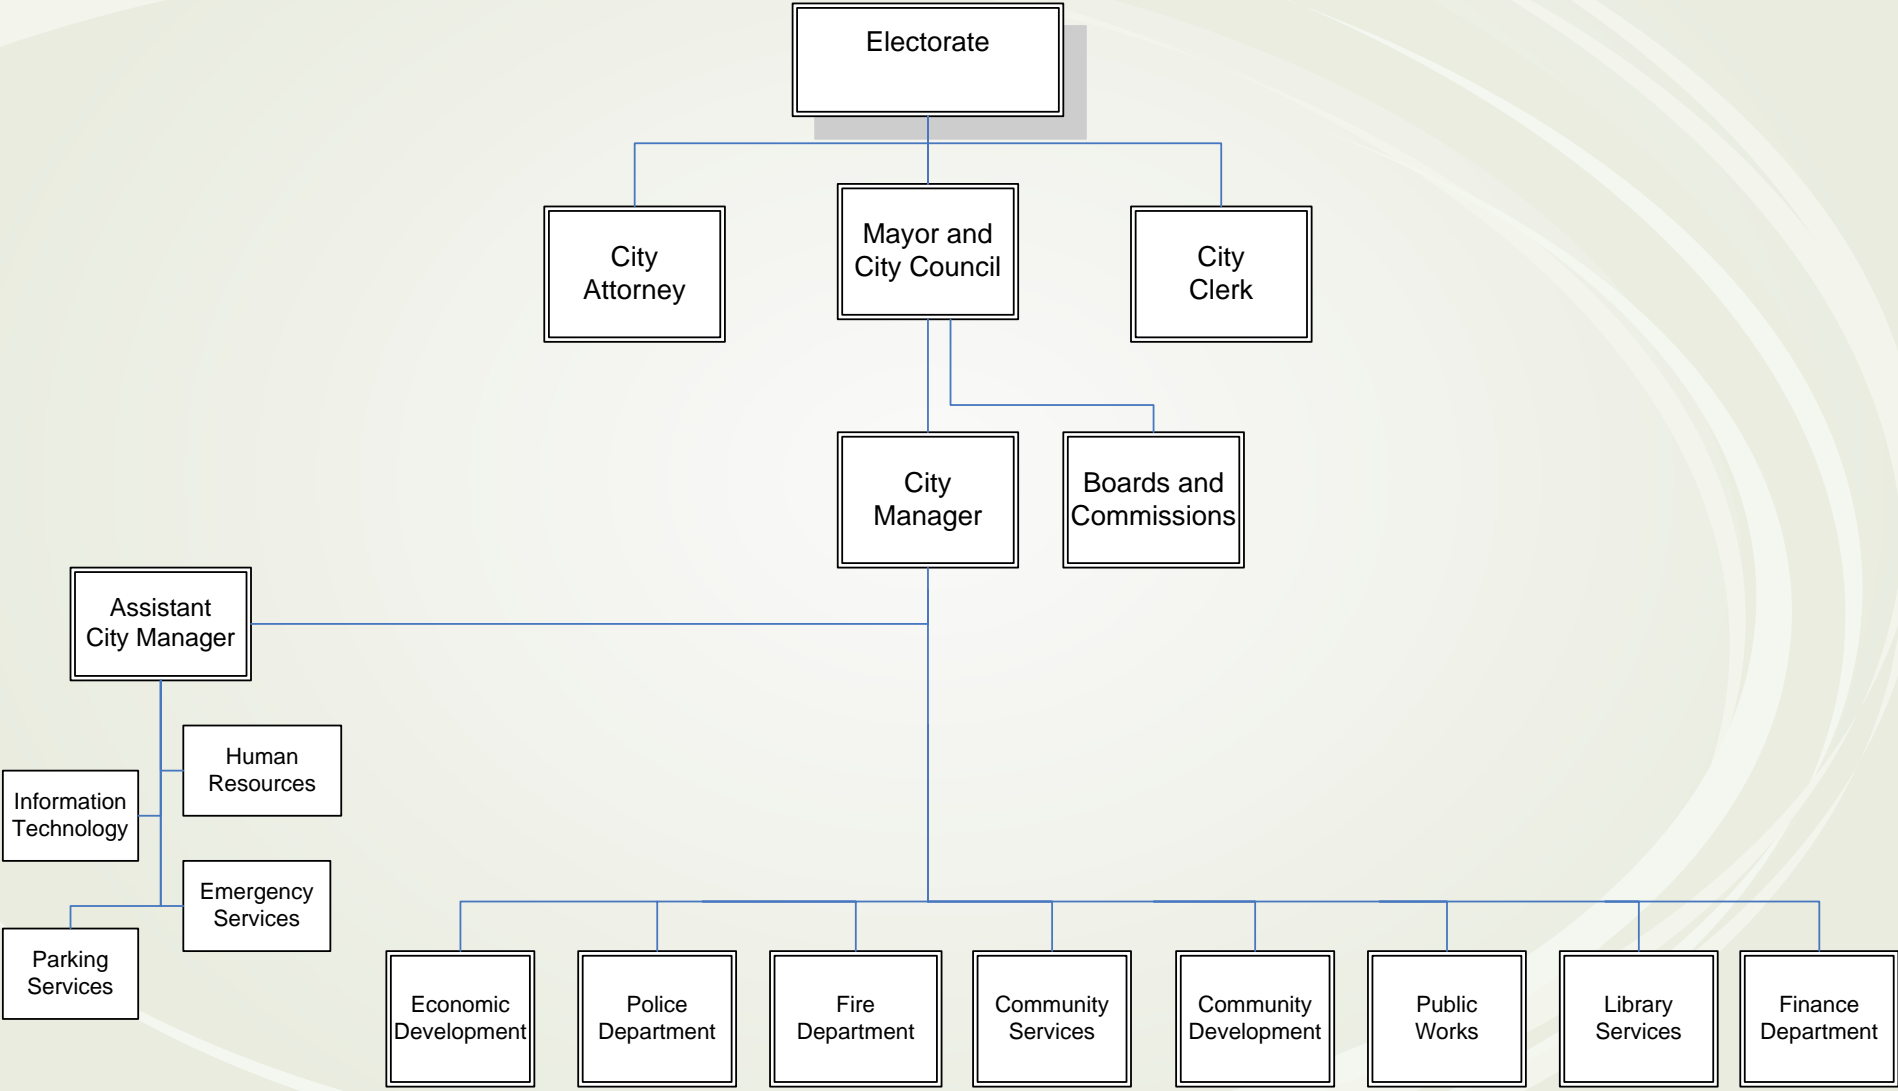 Electorate
City
Attorney
Mayor and
City Council
City
Clerk
City
Manager
Boards and
Commissions
Assistant
City Manager
Human
Resources
Information
Technology
Emergency
Services
Parking
Services
Economic
Development
Police
Department
Fire
Department
Community
Services
Community
Development
Public
Works
Library
Services
Finance
Department